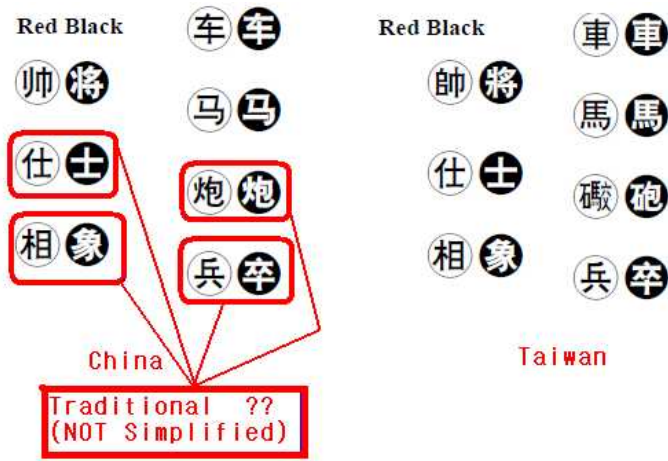 Red Black
帅 将
仕 士
相 象
车 车
马 马
炮 炮
兵 卒
China
Traditional ??
(NOT Simplified)
Red Black
帥 將
仕 士
相 象
車 車
馬 馬
砲
兵 卒
Taiwan